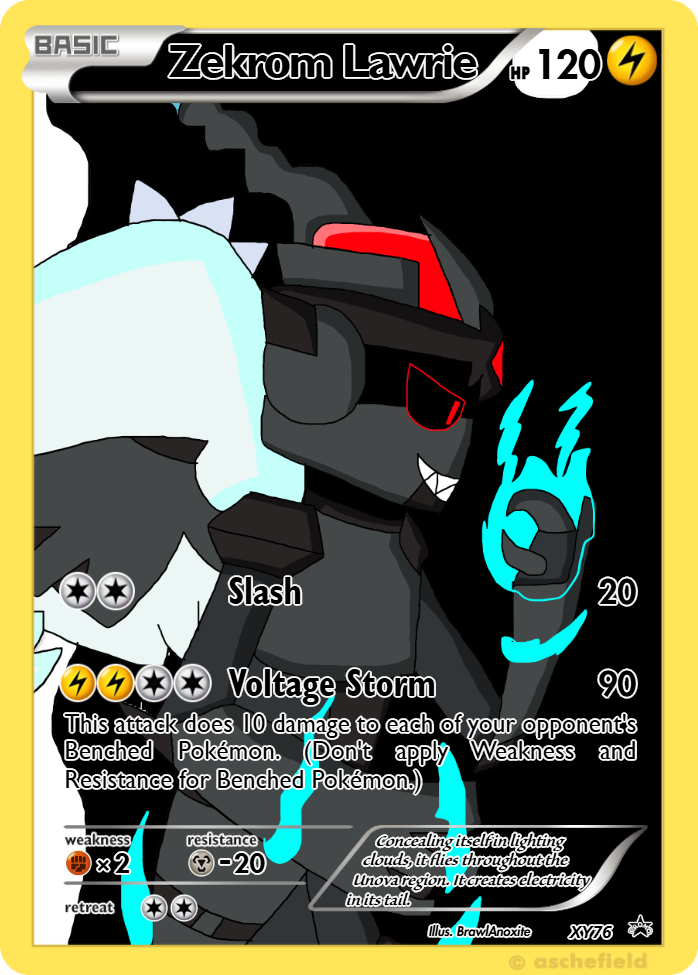 BASIC
Zekrom Lawrie
HP 120
Slash 20
Voltage Storm 90
This attack does 10 damage to each of your opponent's
Benched Pokémon. (Don't apply Weakness and
Resistance for Benched Pokémon.)
weakness resistance
×2 -20
retreat
Concealing itself in lighting
clouds, it flies throughout the
Unova region. It creates electricity
in its tail.
Illus. BrawlAnoxite XY76
© aschefield